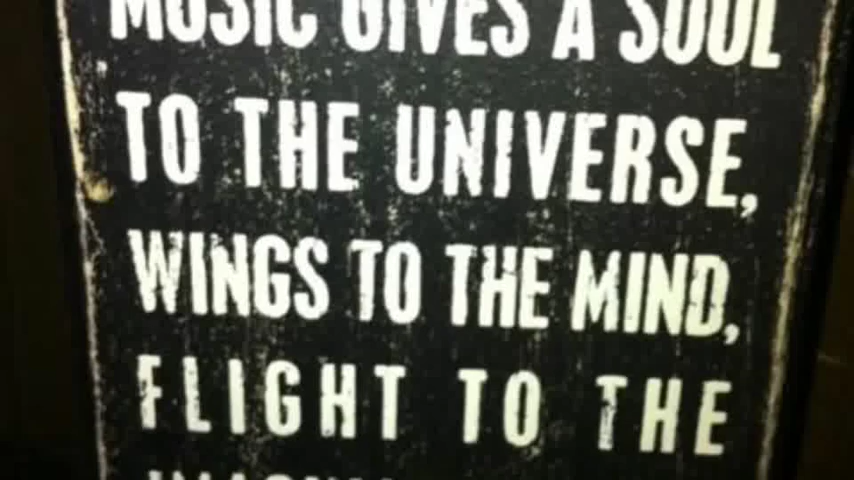 MUSIC GIVES A SOUL
TO THE UNIVERSE,
WINGS TO THE MIND,
FLIGHT TO THE